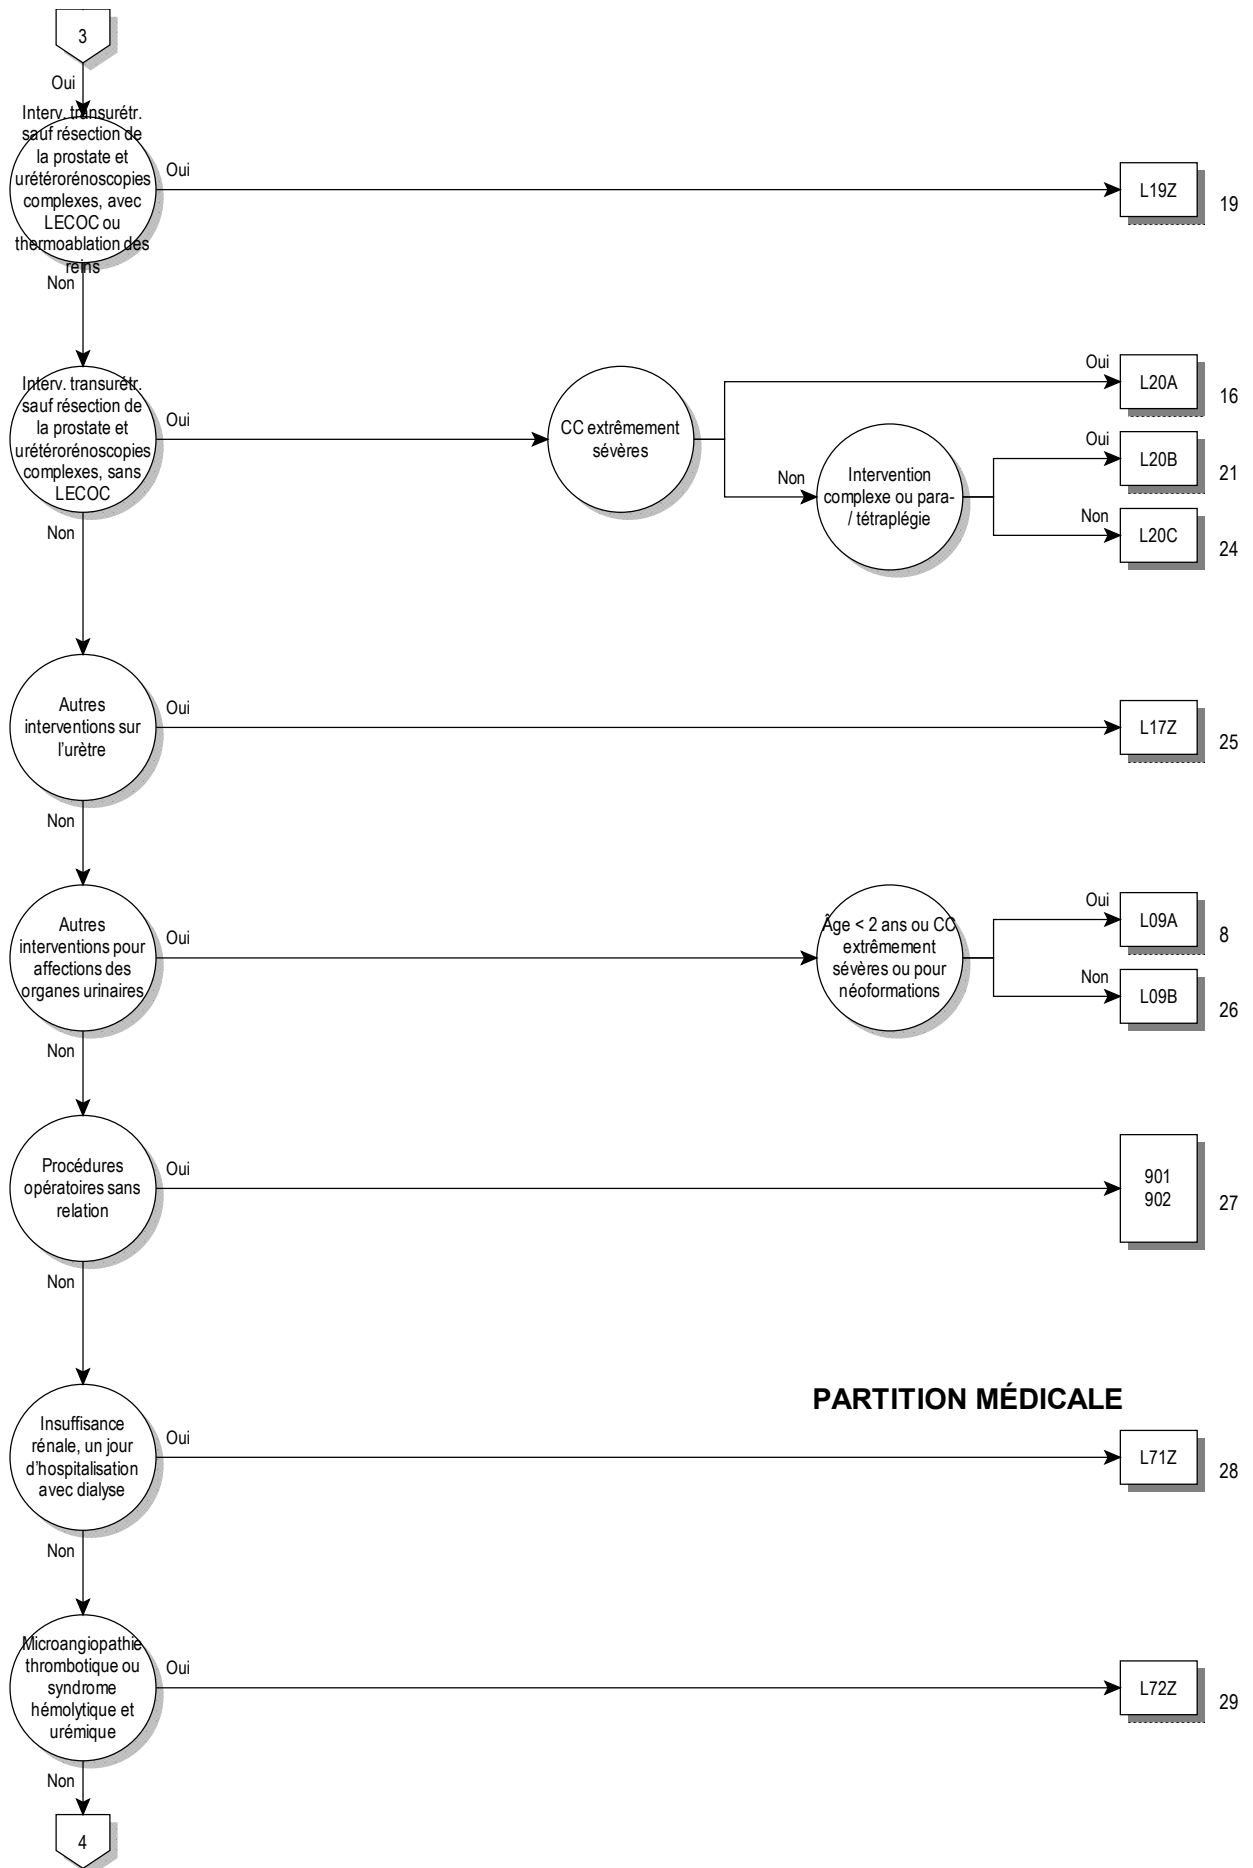 3
Oui
Interv. transurétr.
sauf résection de
la prostate et
urétérorénoscopies
complexes, avec
LECOC ou
thermoablation des
reins
Oui
L19Z
19
Non
Interv. transurétr.
sauf résection de
la prostate et
urétérorénoscopies
complexes, sans
LECOC
Oui
CC extrêmement
sévères
Oui
L20A
16
Non
Intervention
complexe ou para-
/ tétraplégie
Oui
L20B
21
Non
L20C
24
Non
Autres
interventions sur
l'urètre
Oui
L17Z
25
Non
Autres
interventions pour
affections des
organes urinaires
Oui
Âge < 2 ans ou CC
extrêmement
sévères ou pour
néoformations
Oui
L09A
8
Non
L09B
26
Non
Procédures
opératoires sans
relation
Oui
901
902
27
Non
PARTITION MÉDICALE
Insuffisance
rénale, un jour
d'hospitalisation
avec dialyse
Oui
L71Z
28
Non
Microangiopathie
thrombotique ou
syndrome
hémolytique et
urémique
Oui
L72Z
29
Non
4